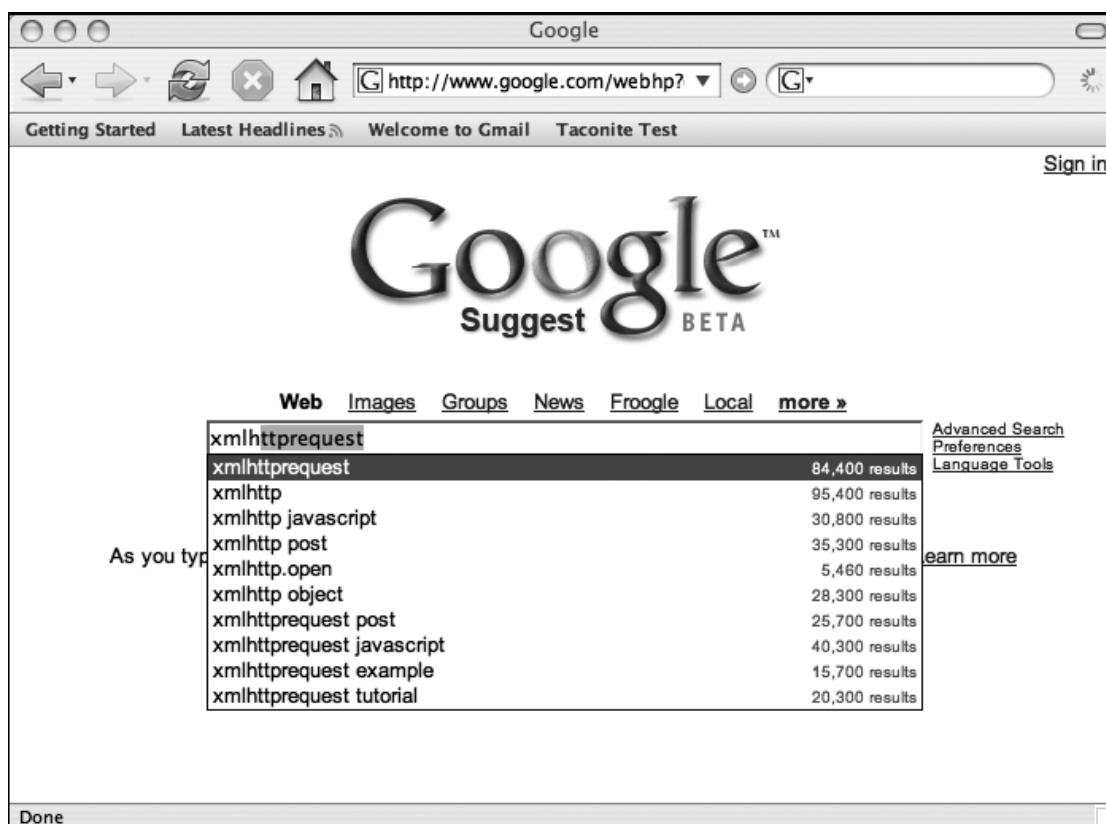 Google
G http://www.google.com/webhp? G
Getting Started Latest Headlines Welcome to Gmail Taconite Test
Sign in
Google™
Suggest BETA
Web Images Groups News Froogle Local more »
xmlhttprequest
Advanced Search
Preferences
Language Tools
xmlhttprequest 84,400 results
xmlhttp 95,400 results
xmlhttp javascript 30,800 results
xmlhttp post 35,300 results
xmlhttp.open 5,460 results
xmlhttp object 28,300 results
xmlhttprequest post 25,700 results
xmlhttprequest javascript 40,300 results
xmlhttprequest example 15,700 results
xmlhttprequest tutorial 20,300 results
As you more
Done